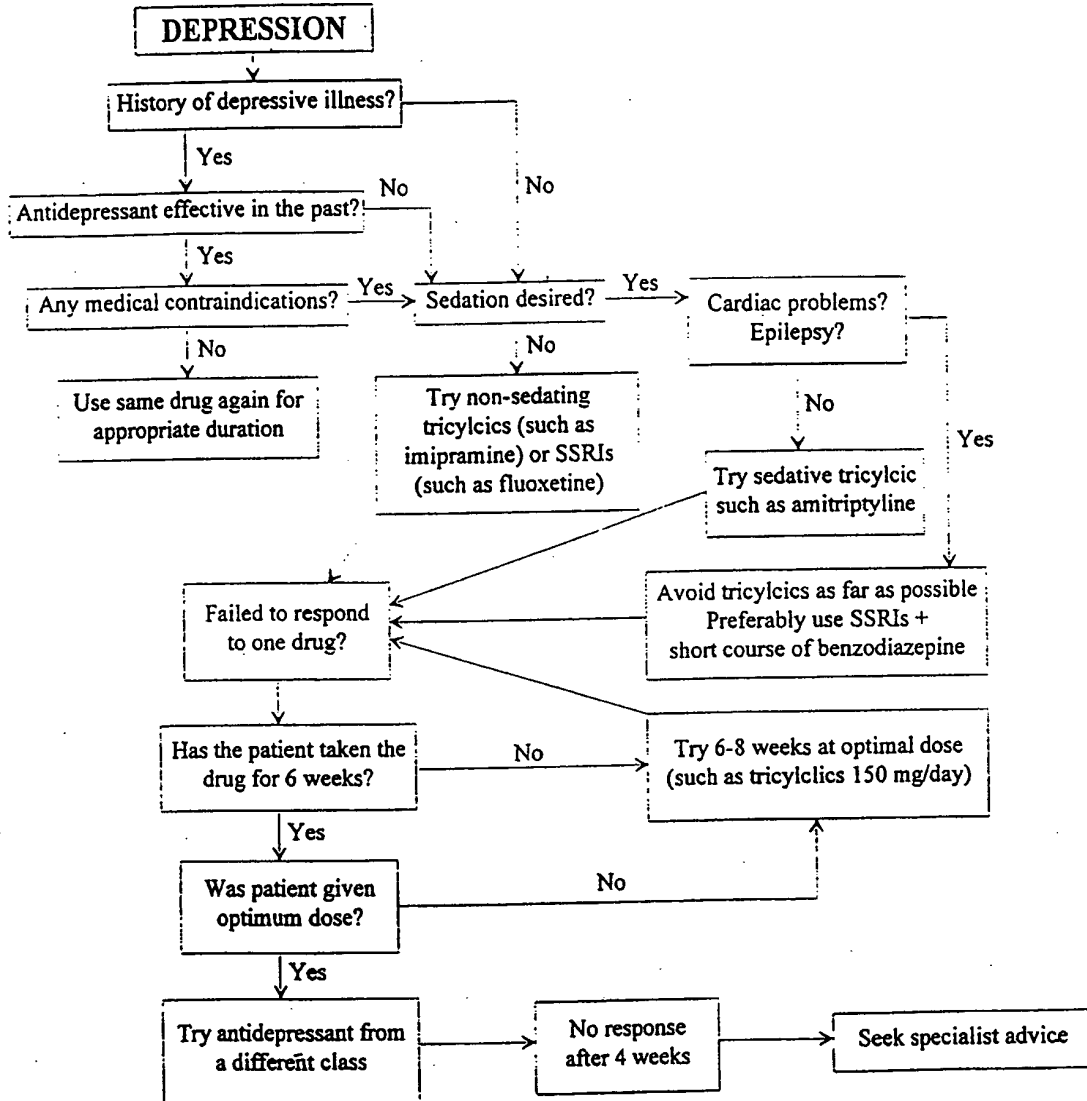 DEPRESSION
History of depressive illness?
Yes
No
Antidepressant effective in the past?
No
Yes
Any medical contraindications?
Yes
Sedation desired?
Yes
Cardiac problems?
Epilepsy?
No
Use same drug again for
appropriate duration
No
Try non-sedating
tricylcics (such as
imipramine) or SSRIs
(such as fluoxetine)
No
Yes
Try sedative tricylcic
such as amitriptyline
Failed to respond
to one drug?
Avoid tricylcics as far as possible
Preferably use SSRIs +
short course of benzodiazepine
Has the patient taken the
drug for 6 weeks?
No
Try 6-8 weeks at optimal dose
(such as tricylclics 150 mg/day)
Yes
Was patient given
optimum dose?
No
Yes
Try antidepressant from
a different class
No response
after 4 weeks
Seek specialist advice